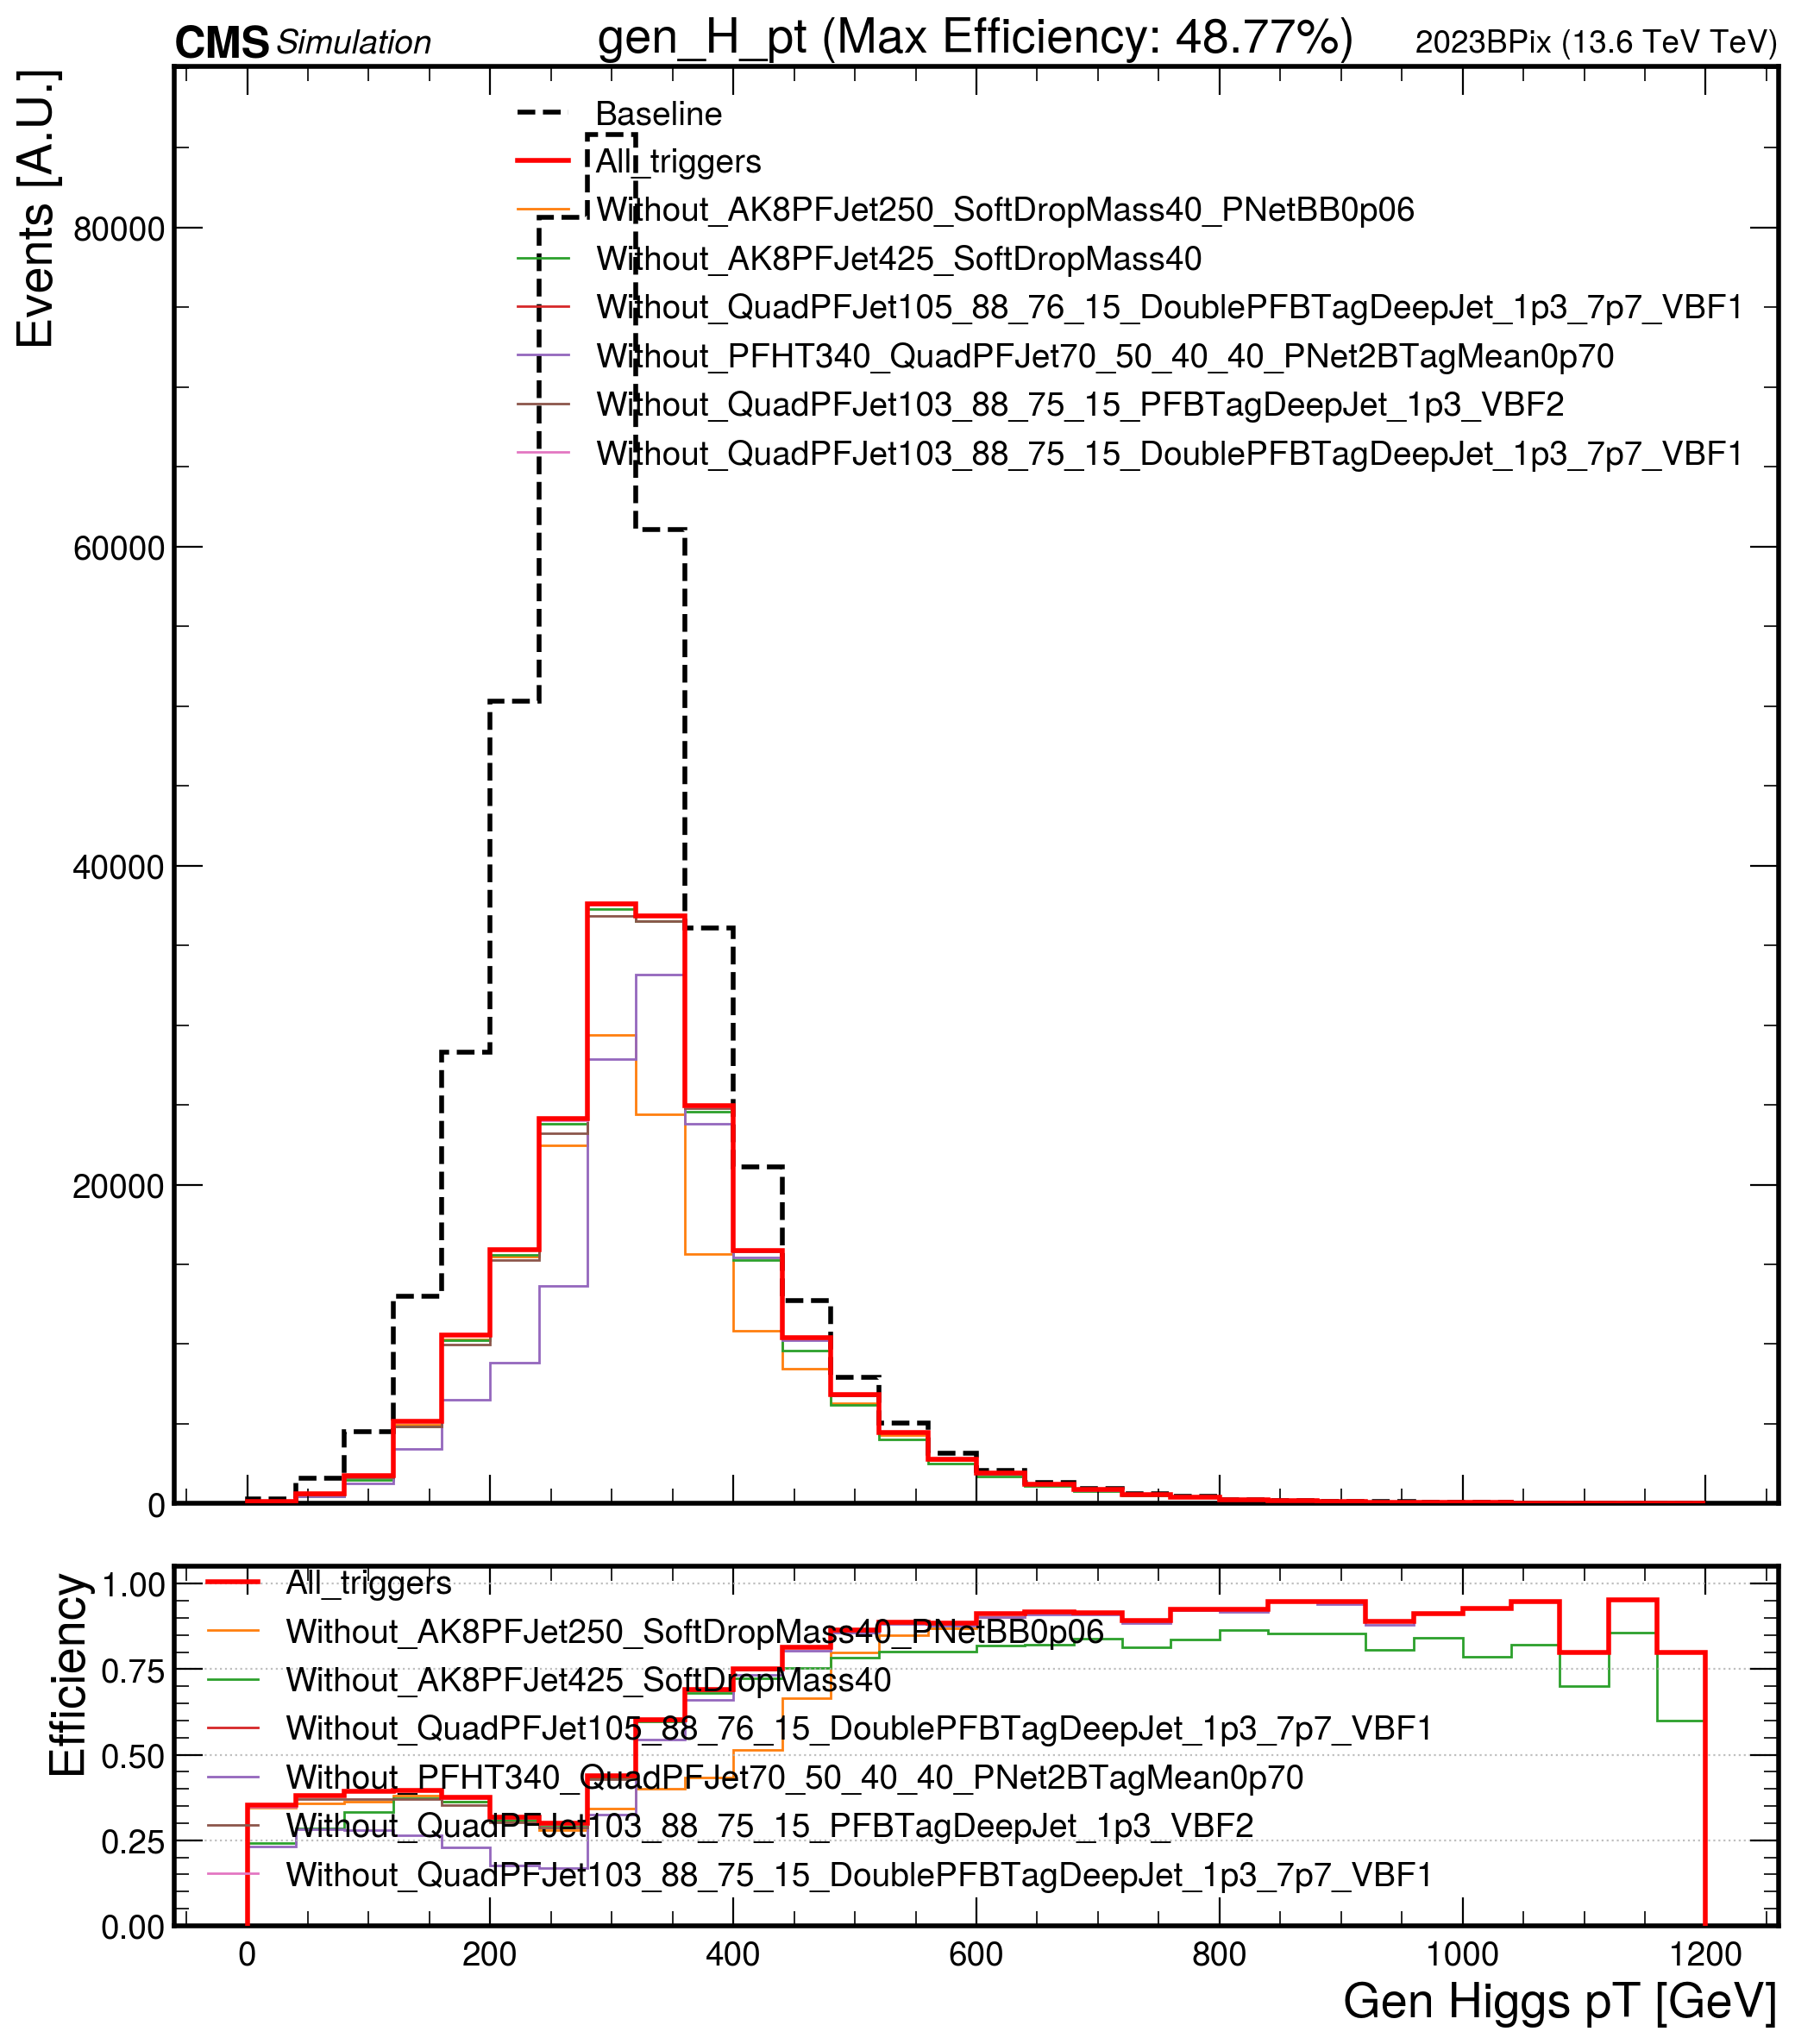 CMS Simulation gen_H_pt (Max Efficiency: 48.77%) 2023BPix (13.6 TeV TeV)
Events [A.U.]
Baseline
All_triggers
Without_AK8PFJet250_SoftDropMass40_PNetBB0p06
Without_AK8PFJet425_SoftDropMass40
Without_QuadPFJet105_88_76_15_DoublePFBTagDeepJet_1p3_7p7_VBF1
Without_PFHT340_QuadPFJet70_50_40_40_PNet2BTagMean0p70
Without_QuadPFJet103_88_75_15_PFBTagDeepJet_1p3_VBF2
Without_QuadPFJet103_88_75_15_DoublePFBTagDeepJet_1p3_7p7_VBF1
80000
60000
40000
20000
0
Efficiency
1.00
0.75
0.50
0.25
0.00
All_triggers
Without_AK8PFJet250_SoftDropMass40_PNetBB0p06
Without_AK8PFJet425_SoftDropMass40
Without_QuadPFJet105_88_76_15_DoublePFBTagDeepJet_1p3_7p7_VBF1
Without_PFHT340_QuadPFJet70_50_40_40_PNet2BTagMean0p70
Without_QuadPFJet103_88_75_15_PFBTagDeepJet_1p3_VBF2
Without_QuadPFJet103_88_75_15_DoublePFBTagDeepJet_1p3_7p7_VBF1
0 200 400 600 800 1000 1200
Gen Higgs pT [GeV]